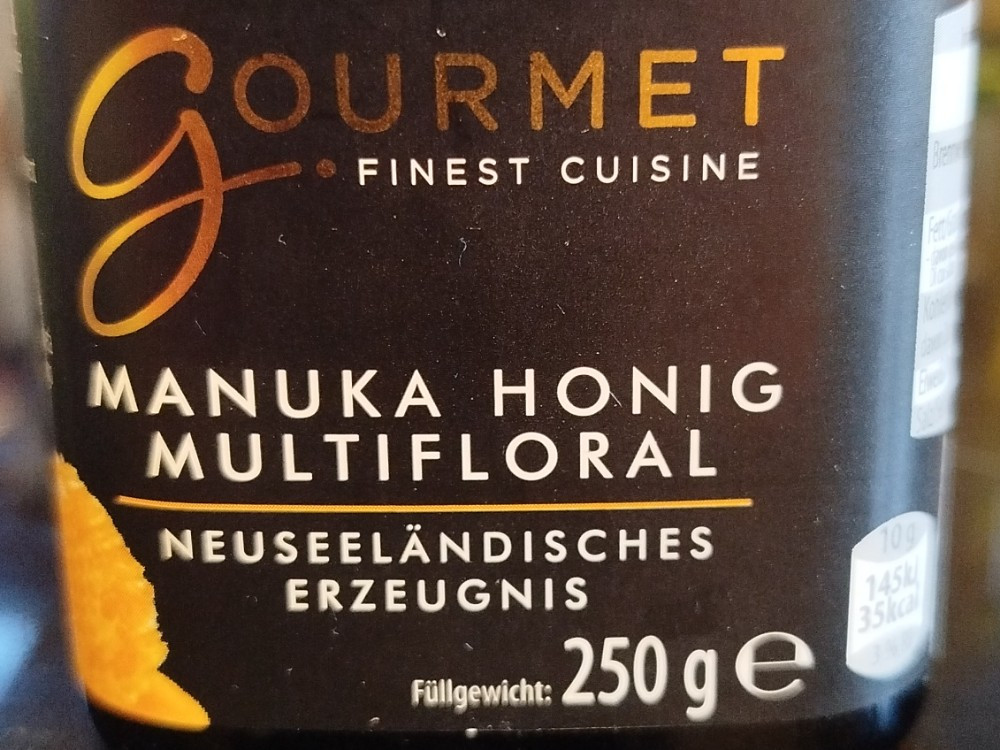 gOURMET
FINEST CUISINE
MANUKA HONIG
MULTIFLORAL
NEUSEELÄNDISCHES
ERZEUGNIS
Füllgewicht: 250 g ℮
10 g
145kJ
35kcal